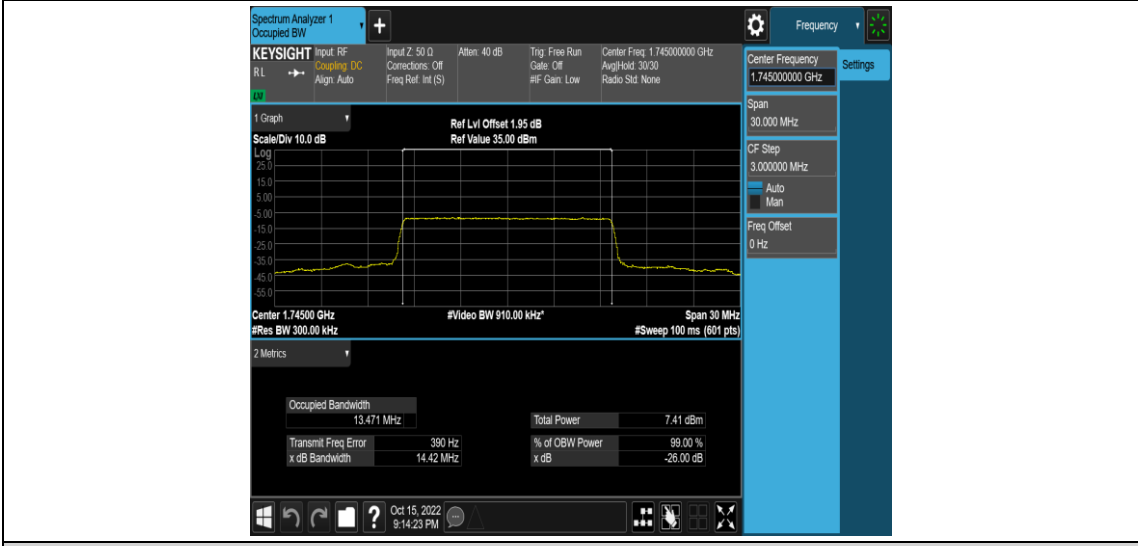 Spectrum Analyzer 1
Occupied BW
Frequency
KEYSIGHT
R L
LM
Input: RF
Coupling: DC
Align: Auto
Input Z: 50 Ω
Corrections: Off
Freq Ref: Int (S)
Atten: 40 dB
Trig: Free Run
Gate: Off
#IF Gain: Low
Center Freq: 1.745000000 GHz
Avg|Hold: 30/30
Radio Std: None
1 Graph
Ref Lvl Offset 1.95 dB
Scale/Div 10.0 dB
Ref Value 35.00 dBm
Log
25.0
15.0
5.00
-5.00
-15.0
-25.0
-35.0
-45.0
-55.0
Center 1.74500 GHz
#Video BW 910.00 kHz*
Span 30 MHz
#Res BW 300.00 kHz
#Sweep 100 ms (601 pts)
2 Metrics
Occupied Bandwidth
13.471 MHz
Total Power 7.41 dBm
Transmit Freq Error 390 Hz
% of OBW Power 99.00 %
x dB Bandwidth 14.42 MHz
x dB -26.00 dB
Oct 15, 2022
9:14:23 PM
Center Frequency
1.745000000 GHz
Settings
Span
30.000 MHz
CF Step
3.000000 MHz
Auto
Man
Freq Offset
0 Hz